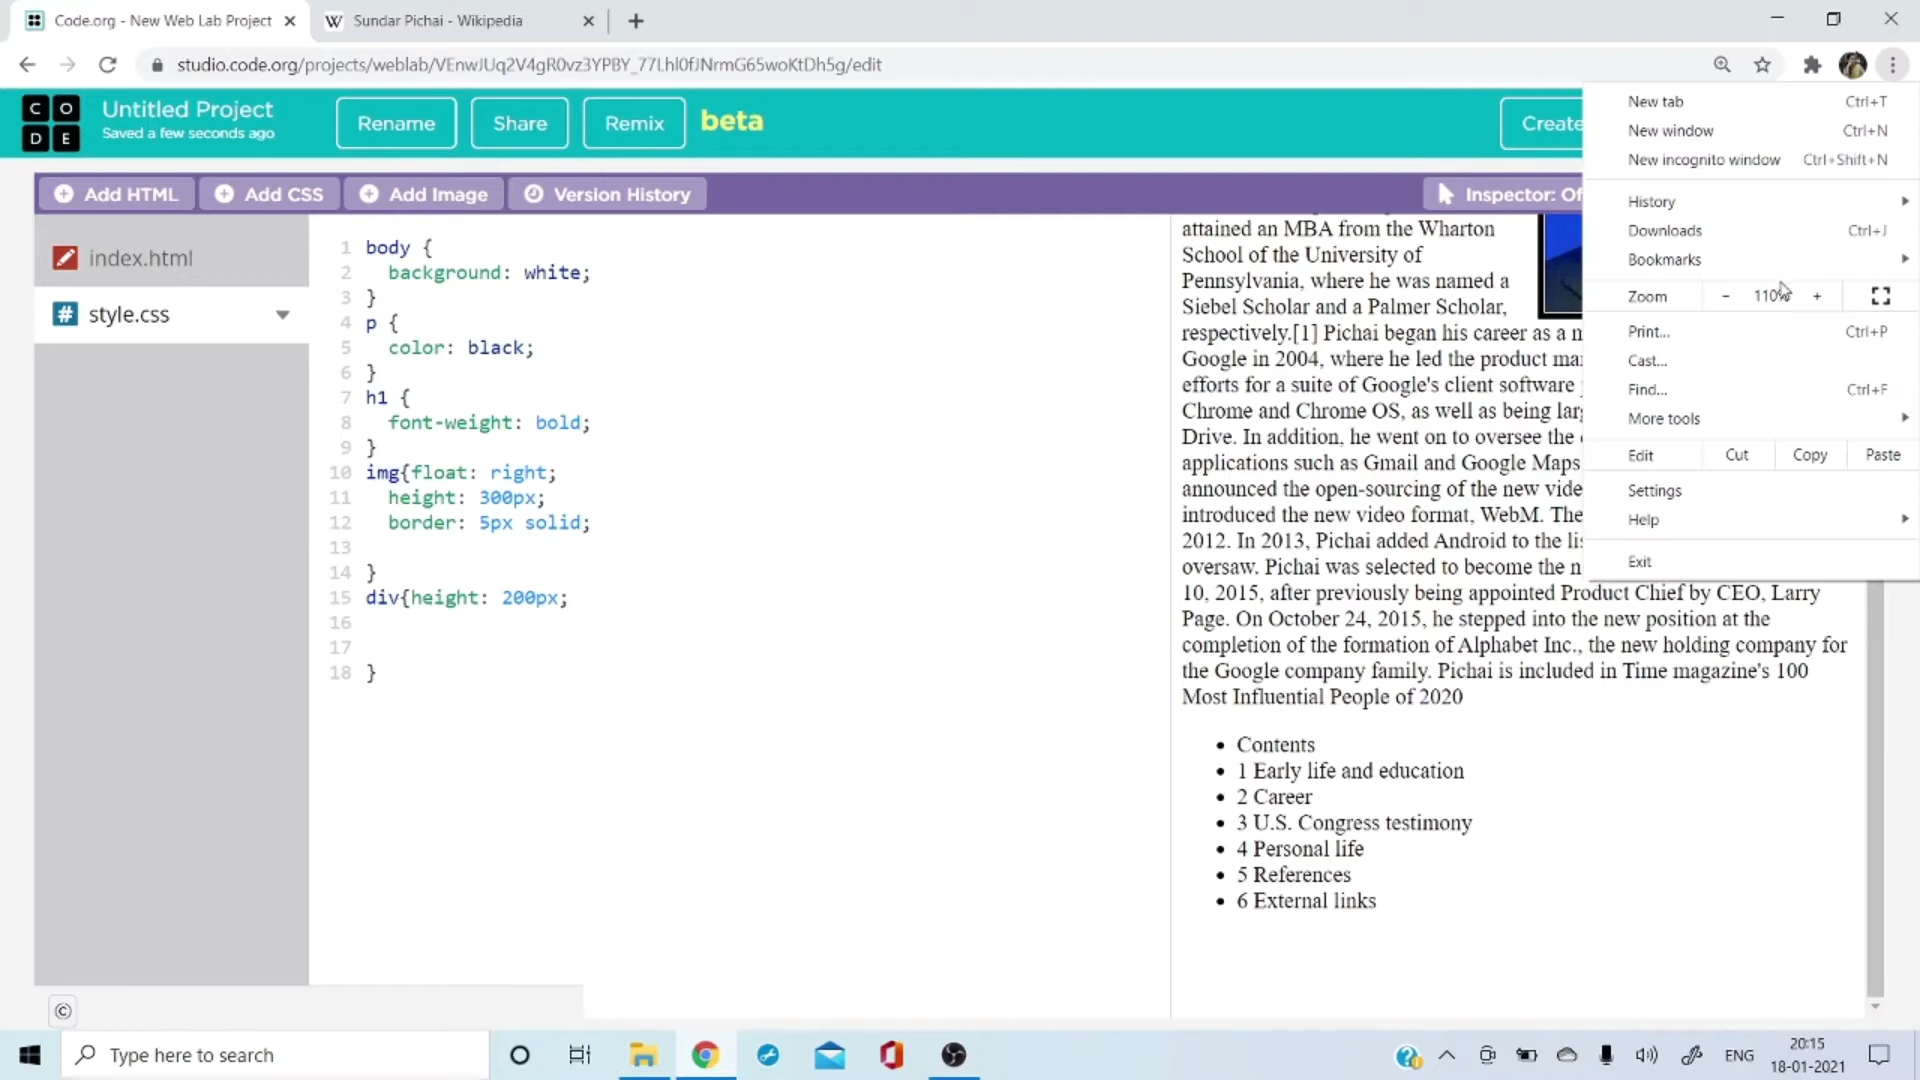 Code.org - New Web Lab Project
Sundar Pichai - Wikipedia
studio.code.org/projects/weblab/VEnwJUq2V4gR0vz3YPBY_77Lhl0fJNrmG65woKtDh5g/edit
CODE
Untitled Project
Saved a few seconds ago
Rename
Share
Remix
beta
Create
Add HTML
Add CSS
Add Image
Version History
Inspector: Of
index.html
style.css
1 body {
2 background: white;
3 }
4 p {
5 color: black;
6 }
7 h1 {
8 font-weight: bold;
9 }
10 img{float: right;
11 height: 300px;
12 border: 5px solid;
13
14 }
15 div{height: 200px;
16
17
18 }
attained an MBA from the Wharton
School of the University of
Pennsylvania, where he was named a
Siebel Scholar and a Palmer Scholar,
respectively.[1] Pichai began his career as a m
Google in 2004, where he led the product mar
efforts for a suite of Google's client software
Chrome and Chrome OS, as well as being larg
Drive. In addition, he went on to oversee the
applications such as Gmail and Google Maps
announced the open-sourcing of the new vide
introduced the new video format, WebM. The
2012. In 2013, Pichai added Android to the lis
oversaw. Pichai was selected to become the n
10, 2015, after previously being appointed Product Chief by CEO, Larry
Page. On October 24, 2015, he stepped into the new position at the
completion of the formation of Alphabet Inc., the new holding company for
the Google company family. Pichai is included in Time magazine's 100
Most Influential People of 2020
Contents
1 Early life and education
2 Career
3 U.S. Congress testimony
4 Personal life
5 References
6 External links
New tab Ctrl+T
New window Ctrl+N
New incognito window Ctrl+Shift+N
History
Downloads Ctrl+J
Bookmarks
Zoom - 110% +
Print... Ctrl+P
Cast...
Find... Ctrl+F
More tools
Edit Cut Copy Paste
Settings
Help
Exit
Type here to search
ENG
20:15
18-01-2021